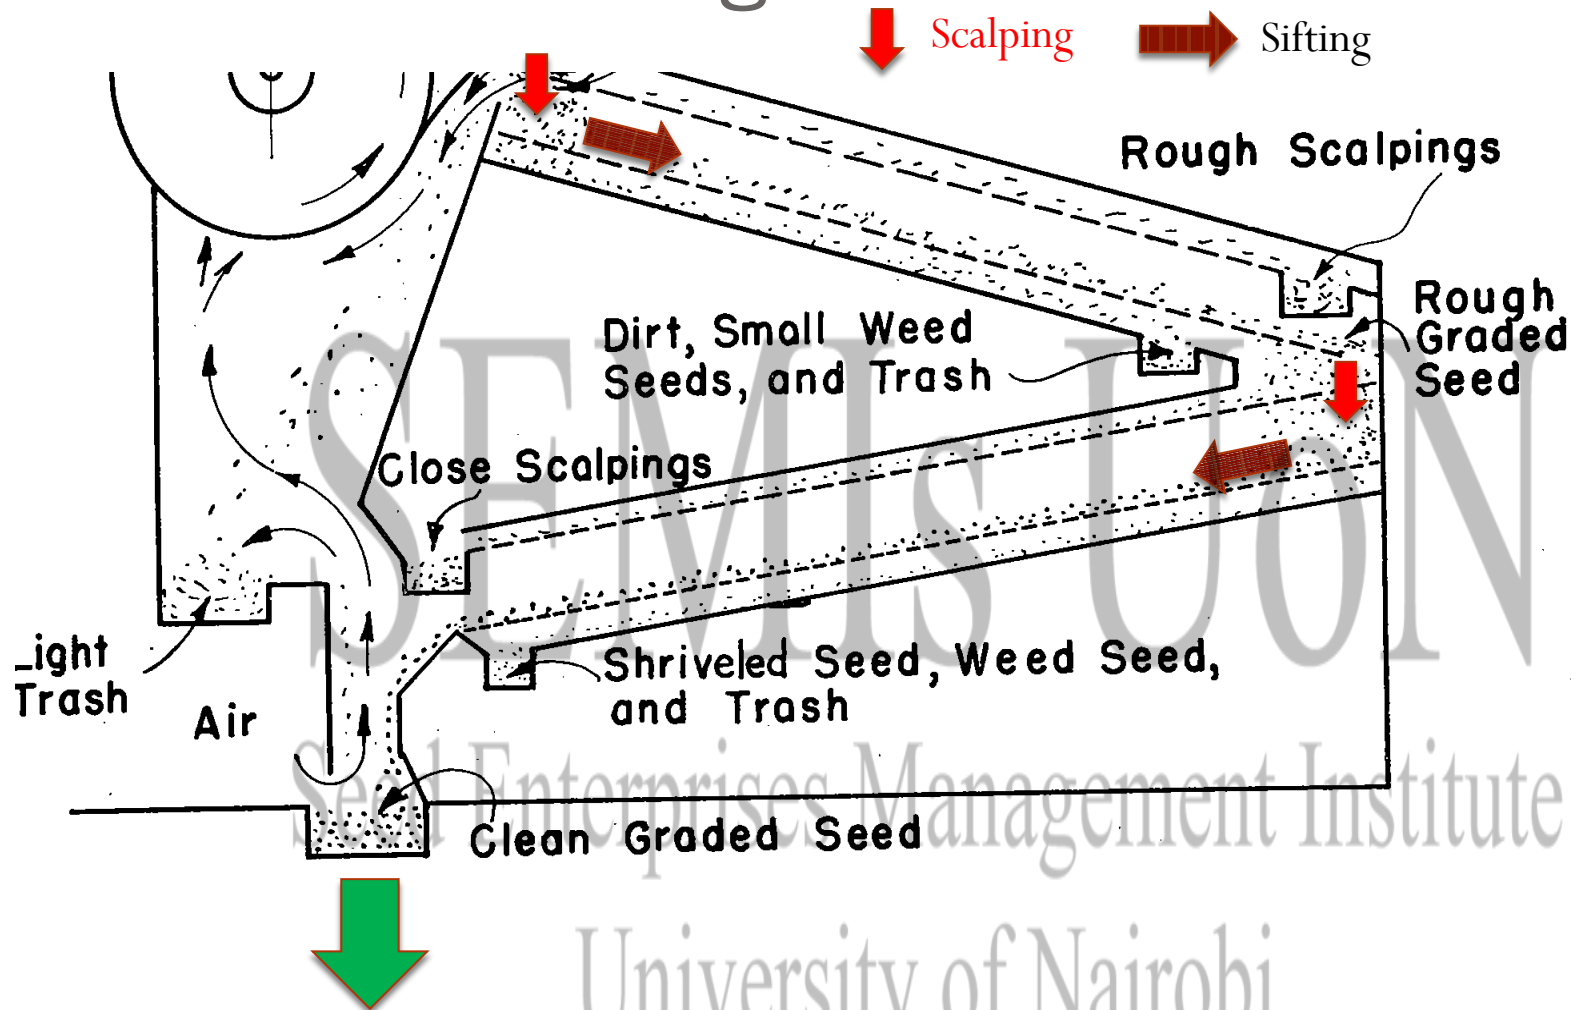 Scalping
Sifting
Rough Scalpings
Rough
Graded
Seed
Dirt, Small Weed
Seeds, and Trash
Close Scalpings
Light
Trash
Air
Shriveled Seed, Weed Seed,
and Trash
Clean Graded Seed
SEMIs UoN
Seed Enterprises Management Institute
University of Nairobi